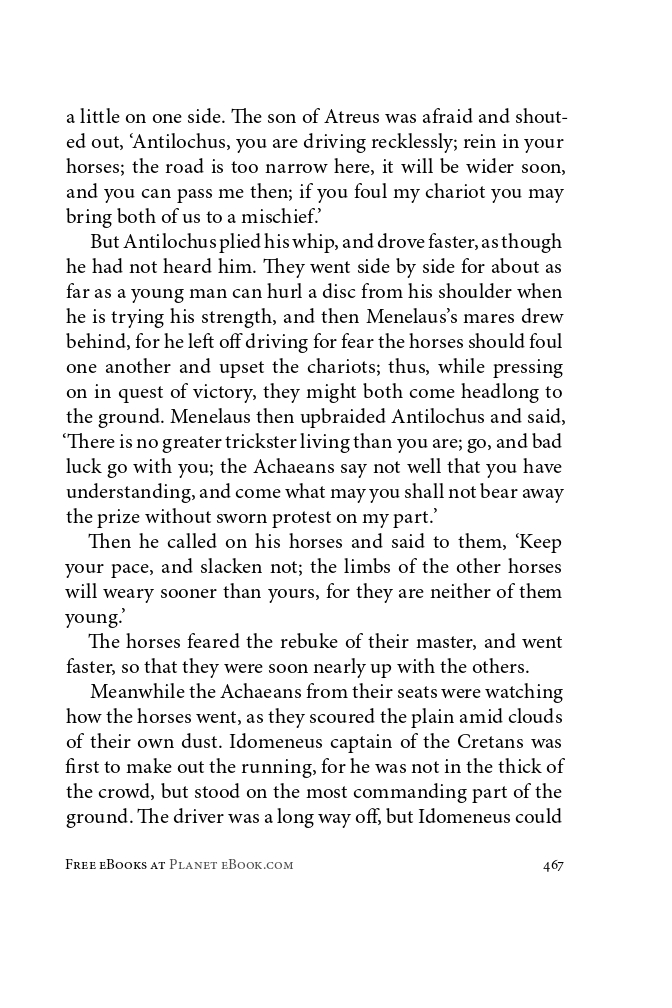 a little on one side. The son of Atreus was afraid and shout-
ed out, ‘Antilochus, you are driving recklessly; rein in your
horses; the road is too narrow here, it will be wider soon,
and you can pass me then; if you foul my chariot you may
bring both of us to a mischief.’
But Antilochus plied his whip, and drove faster, as though
he had not heard him. They went side by side for about as
far as a young man can hurl a disc from his shoulder when
he is trying his strength, and then Menelaus’s mares drew
behind, for he left off driving for fear the horses should foul
one another and upset the chariots; thus, while pressing
on in quest of victory, they might both come headlong to
the ground. Menelaus then upbraided Antilochus and said,
‘There is no greater trickster living than you are; go, and bad
luck go with you; the Achaeans say not well that you have
understanding, and come what may you shall not bear away
the prize without sworn protest on my part.’
Then he called on his horses and said to them, ‘Keep
your pace, and slacken not; the limbs of the other horses
will weary sooner than yours, for they are neither of them
young.’
The horses feared the rebuke of their master, and went
faster, so that they were soon nearly up with the others.
Meanwhile the Achaeans from their seats were watching
how the horses went, as they scoured the plain amid clouds
of their own dust. Idomeneus captain of the Cretans was
first to make out the running, for he was not in the thick of
the crowd, but stood on the most commanding part of the
ground. The driver was a long way off, but Idomeneus could
Free eBooks at Planet eBook.com 467